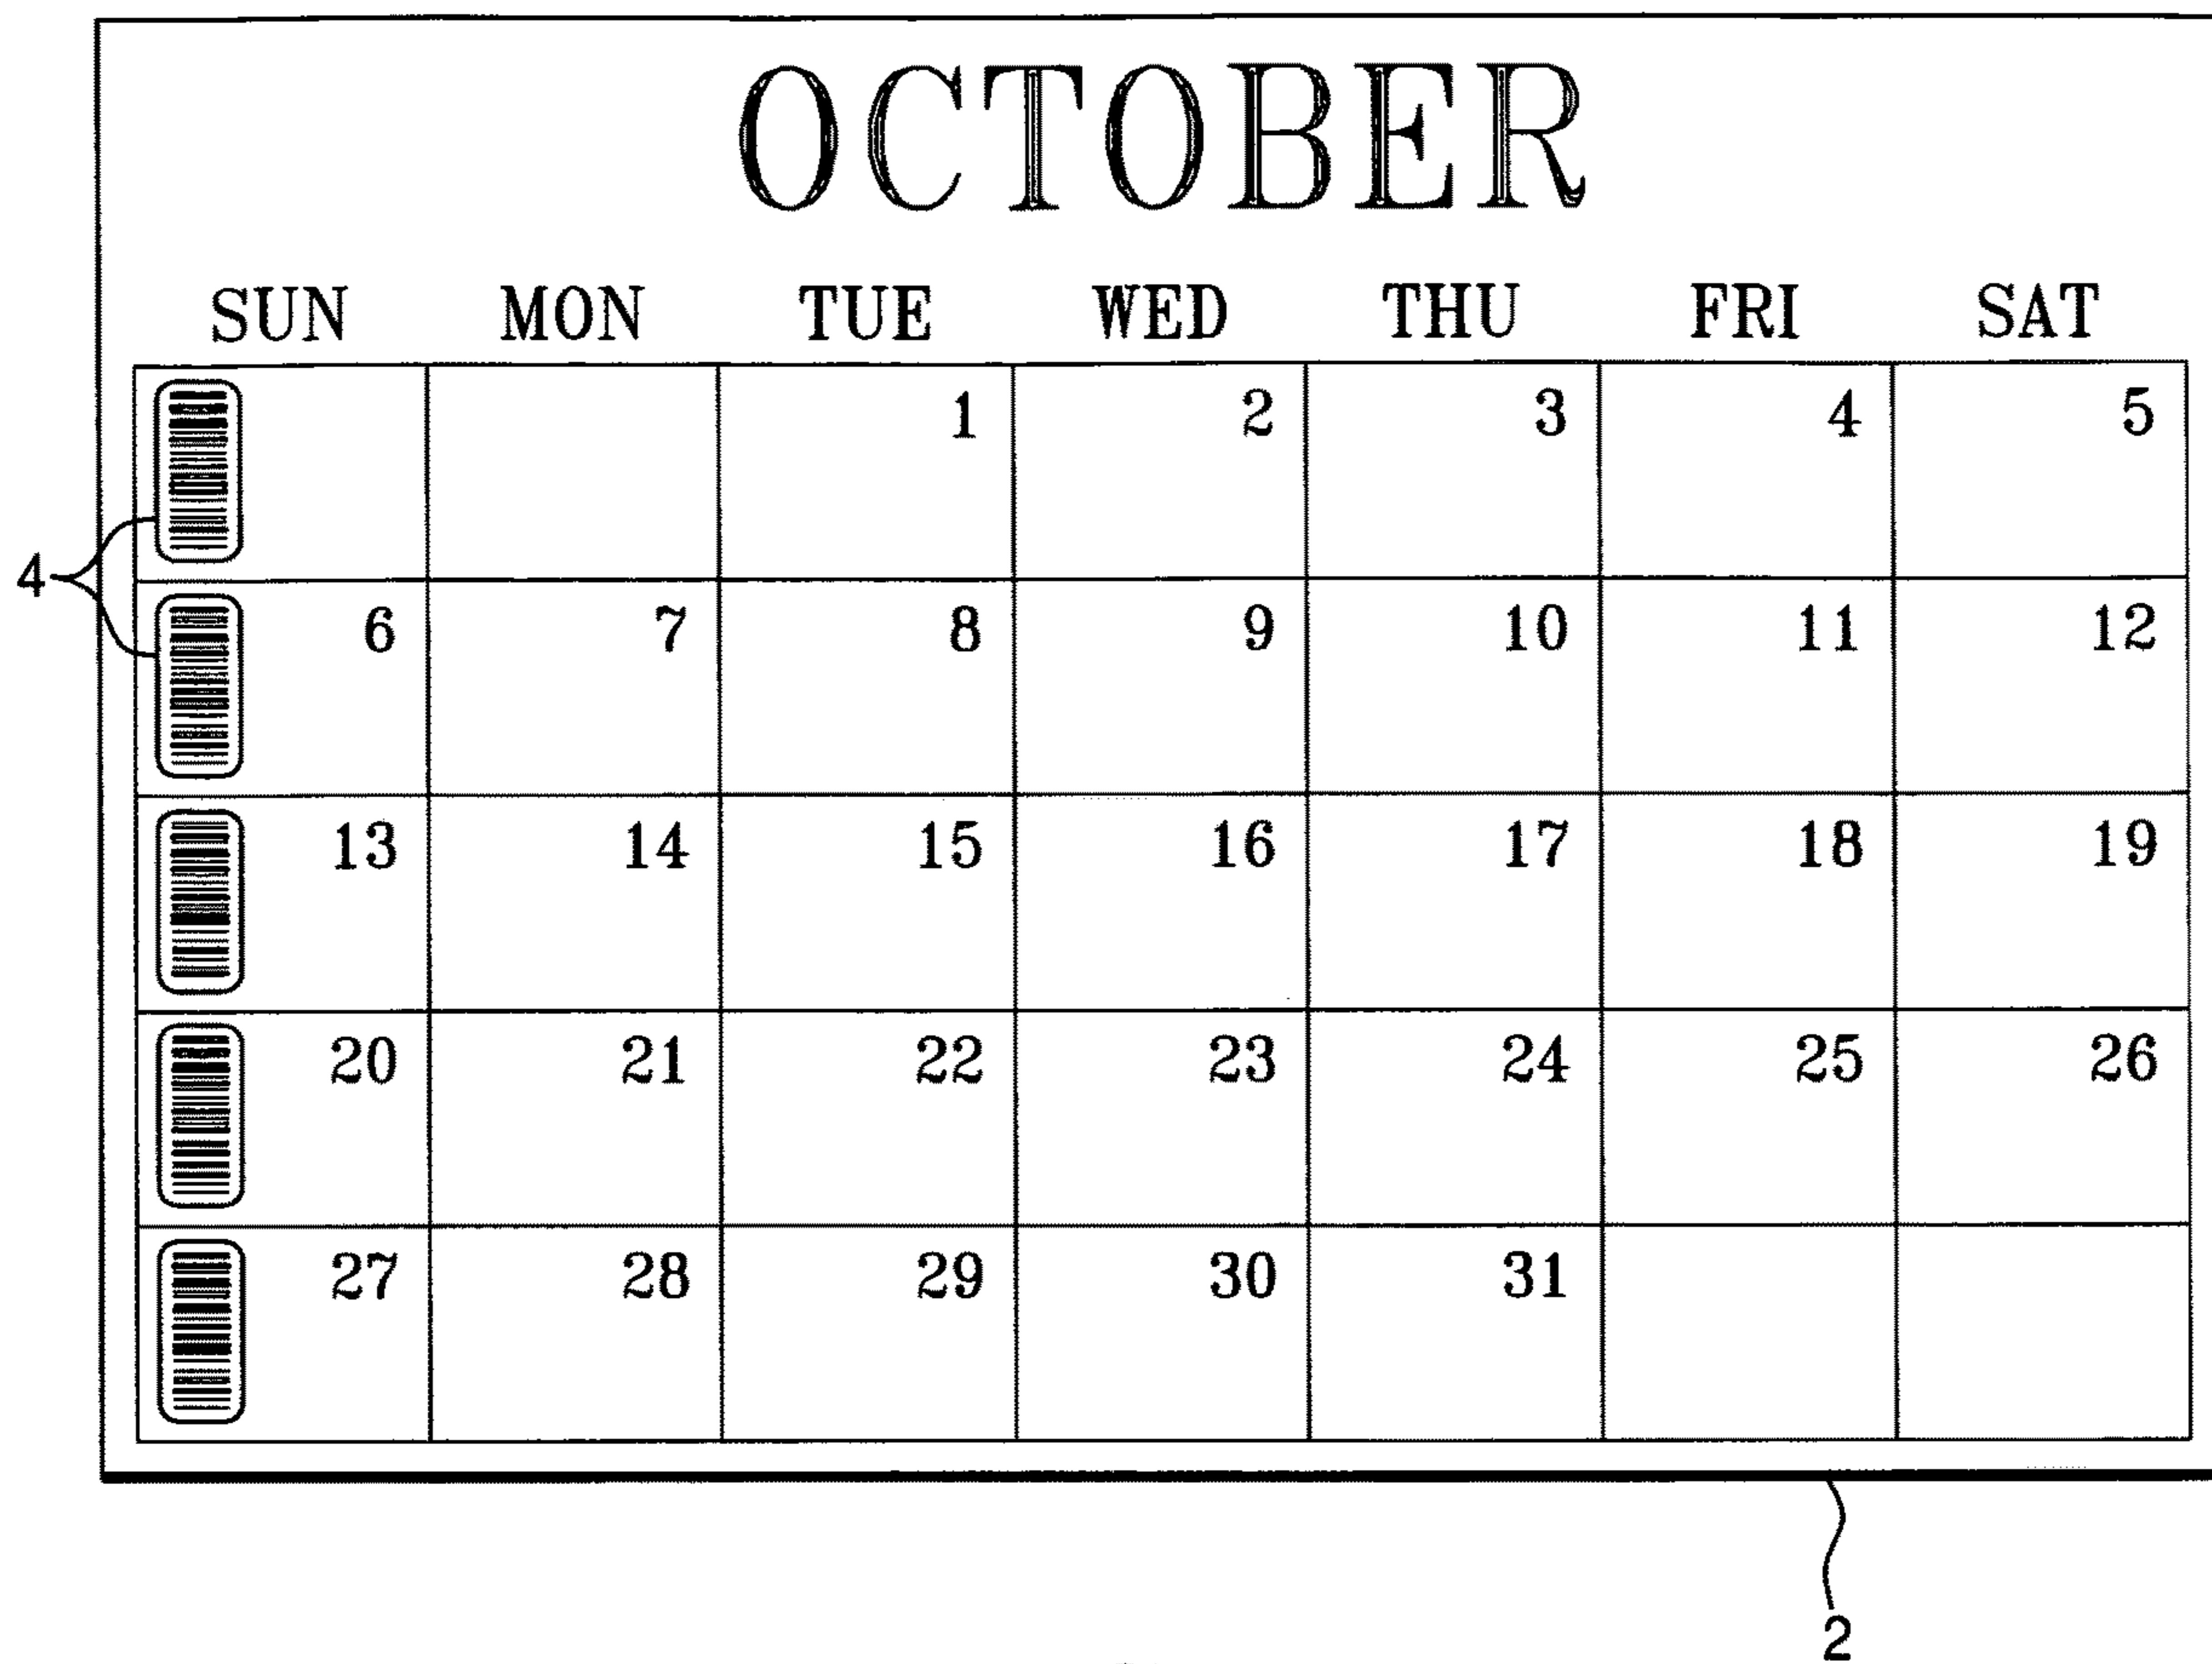 OCTOBER
SUN MON TUE WED THU FRI SAT
1 2 3 4 5
4
6 7 8 9 10 11 12
13 14 15 16 17 18 19
20 21 22 23 24 25 26
27 28 29 30 31
2